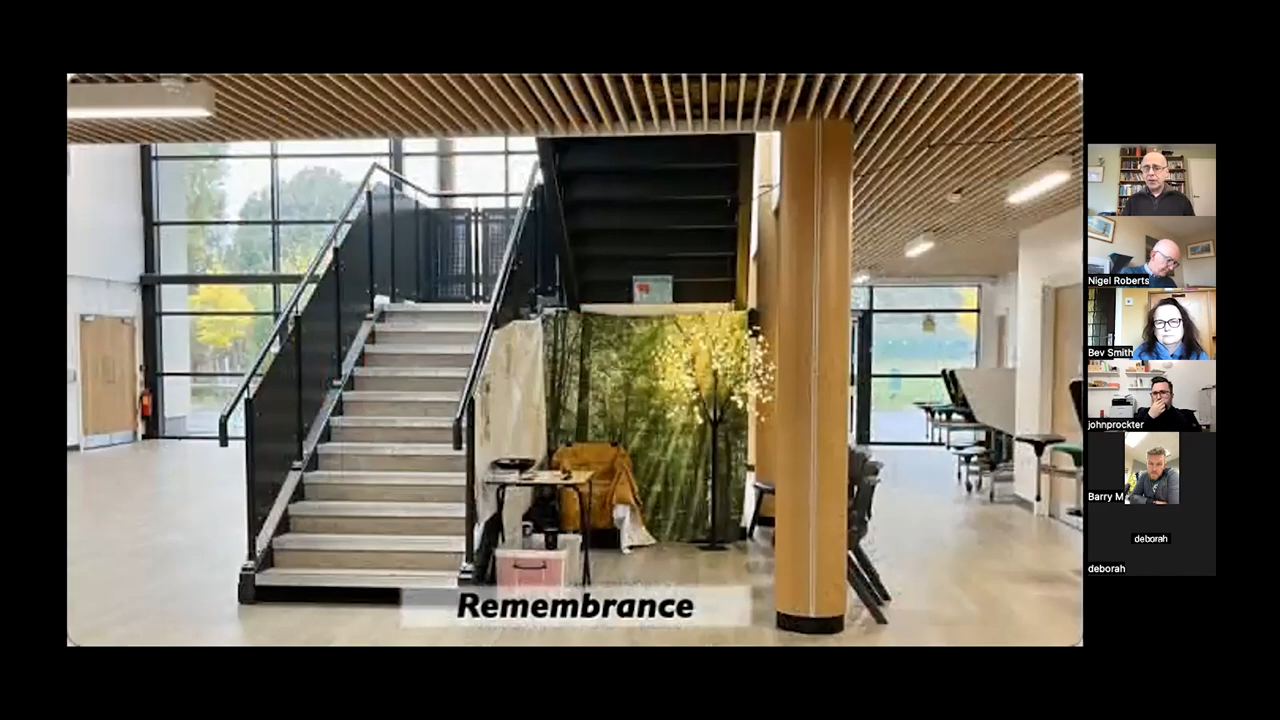 Remembrance
Nigel Roberts
Bev Smith
johnprockter
Barry M
deborah
deborah